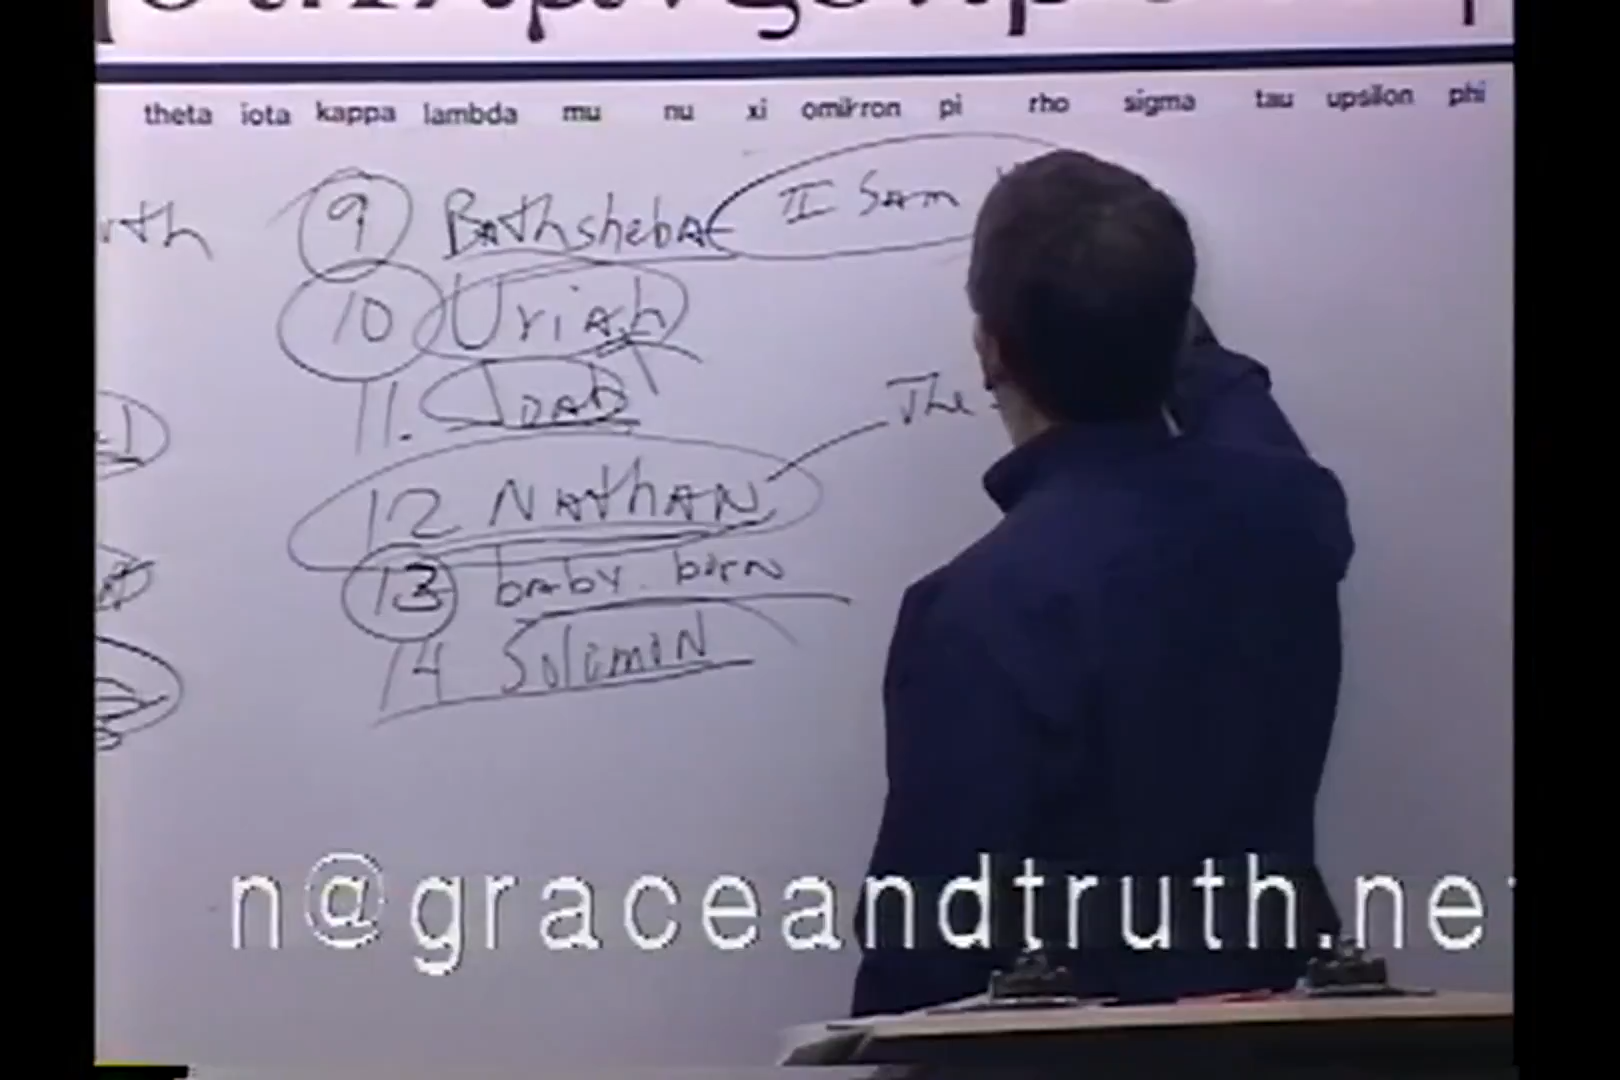 theta iota kappa lambda mu nu xi omikron pi rho sigma tau upsilon phi
9 Bathsheba II Sam
10 Uriah
11. Joab
The
12 Nathan
13 baby born
14 Solomon
n@graceandtruth.ne